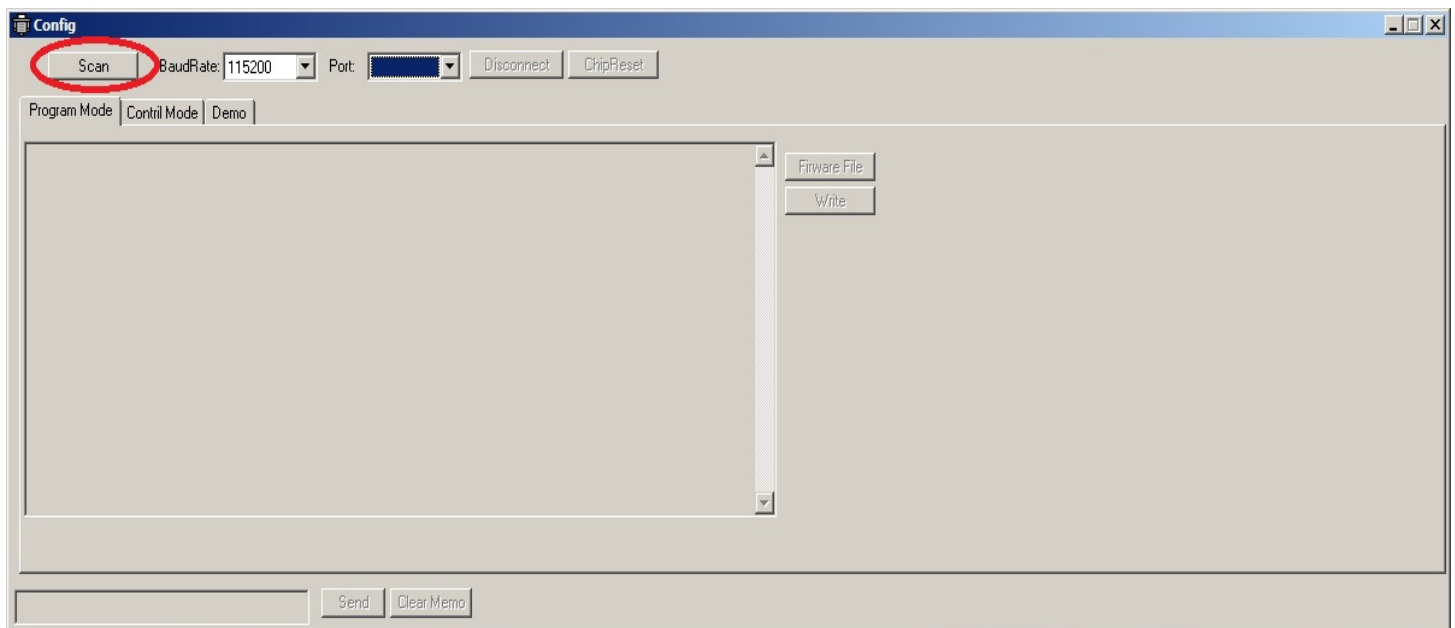 Config
Scan BaudRate: 115200 Port: Disconnect ChipReset
Program Mode Contril Mode Demo
Firware File
Write
Send Clear Memo